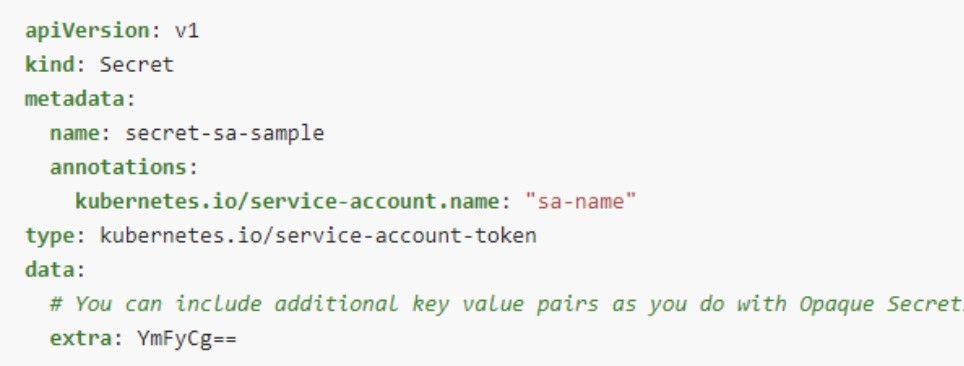 apiVersion: v1
kind: Secret
metadata:
  name: secret-sa-sample
  annotations:
    kubernetes.io/service-account.name: "sa-name"
type: kubernetes.io/service-account-token
data:
  # You can include additional key value pairs as you do with Opaque Secret
  extra: YmFyCg==